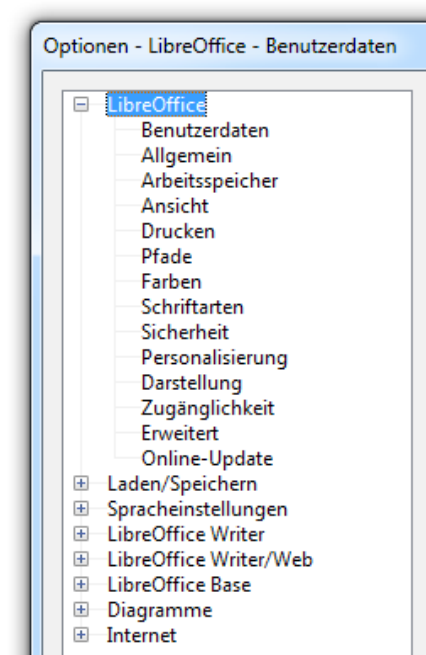 Optionen - LibreOffice - Benutzerdaten
LibreOffice
Benutzerdaten
Allgemein
Arbeitsspeicher
Ansicht
Drucken
Pfade
Farben
Schriftarten
Sicherheit
Personalisierung
Darstellung
Zugänglichkeit
Erweitert
Online-Update
Laden/Speichern
Spracheinstellungen
LibreOffice Writer
LibreOffice Writer/Web
LibreOffice Base
Diagramme
Internet